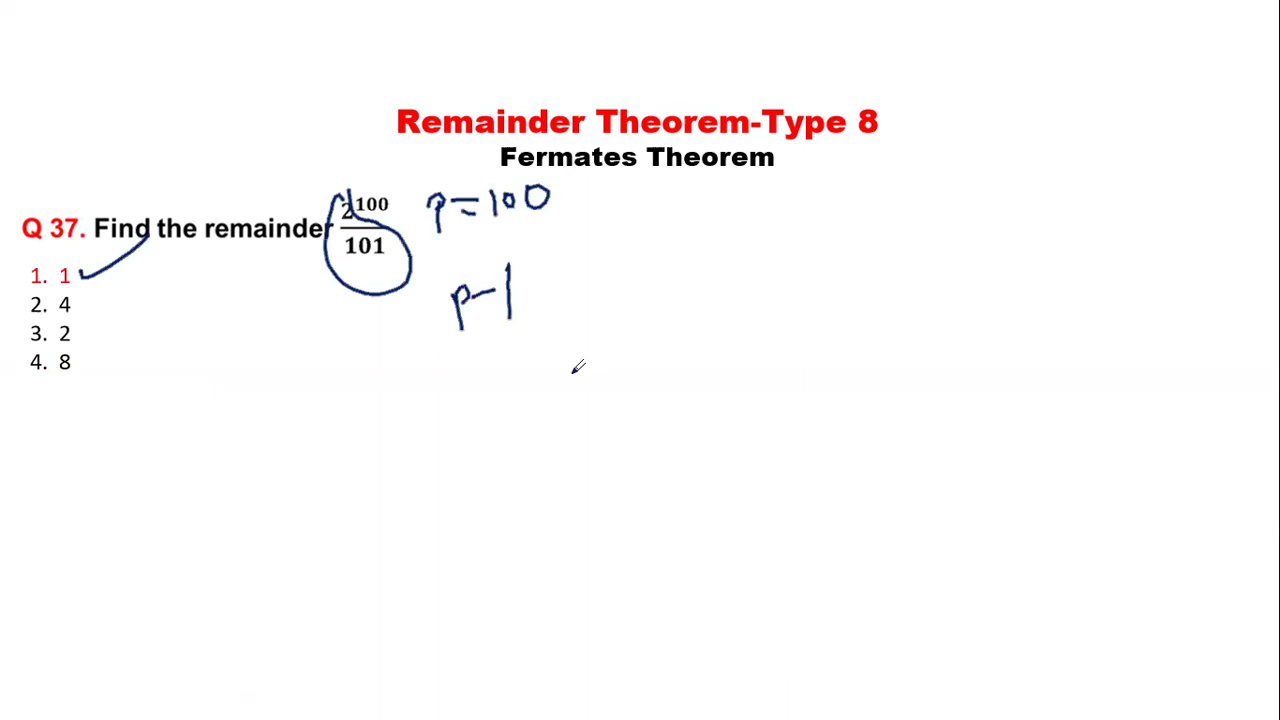 Remainder Theorem-Type 8
Fermates Theorem
Q 37. Find the remainder 2^100/101
p=100
p-1
1. 1
2. 4
3. 2
4. 8